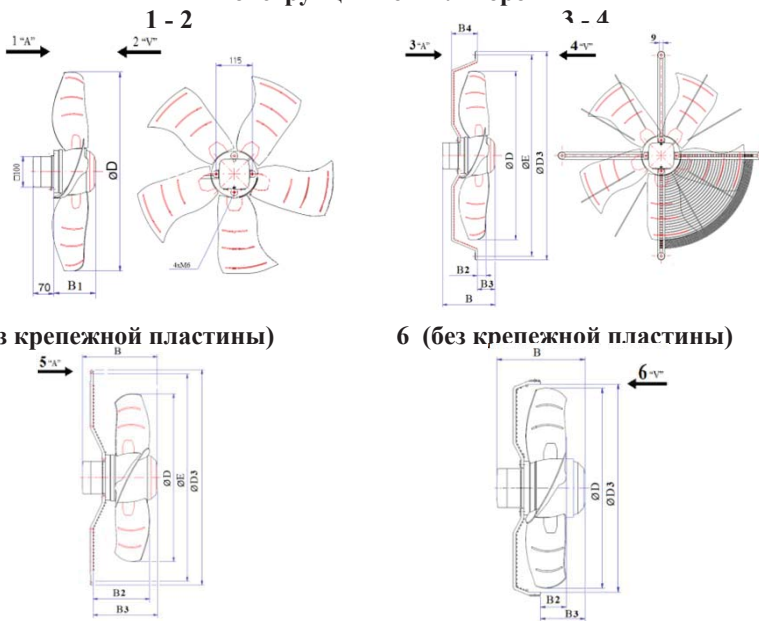 1 - 2
3 - 4
1 "A"
2 "V"
115
ØD
□100
4xM6
70
B1
B4
3 "A"
4 "V"
9
ØD
ØE
ØD3
B2
B3
B
крепежной пластины)
6 (без крепежной пластины)
B
5 "A"
ØD
ØE
ØD3
B2
B3
B
6 "V"
ØD
ØD3
B2
B3